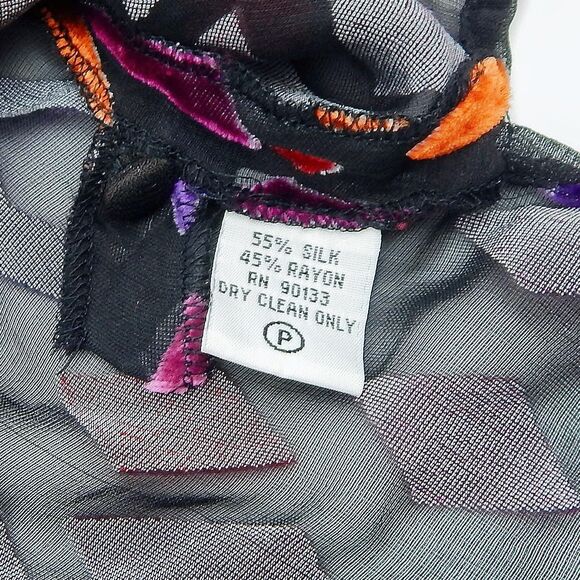 55% SILK
45% RAYON
RN 90133
DRY CLEAN ONLY
P